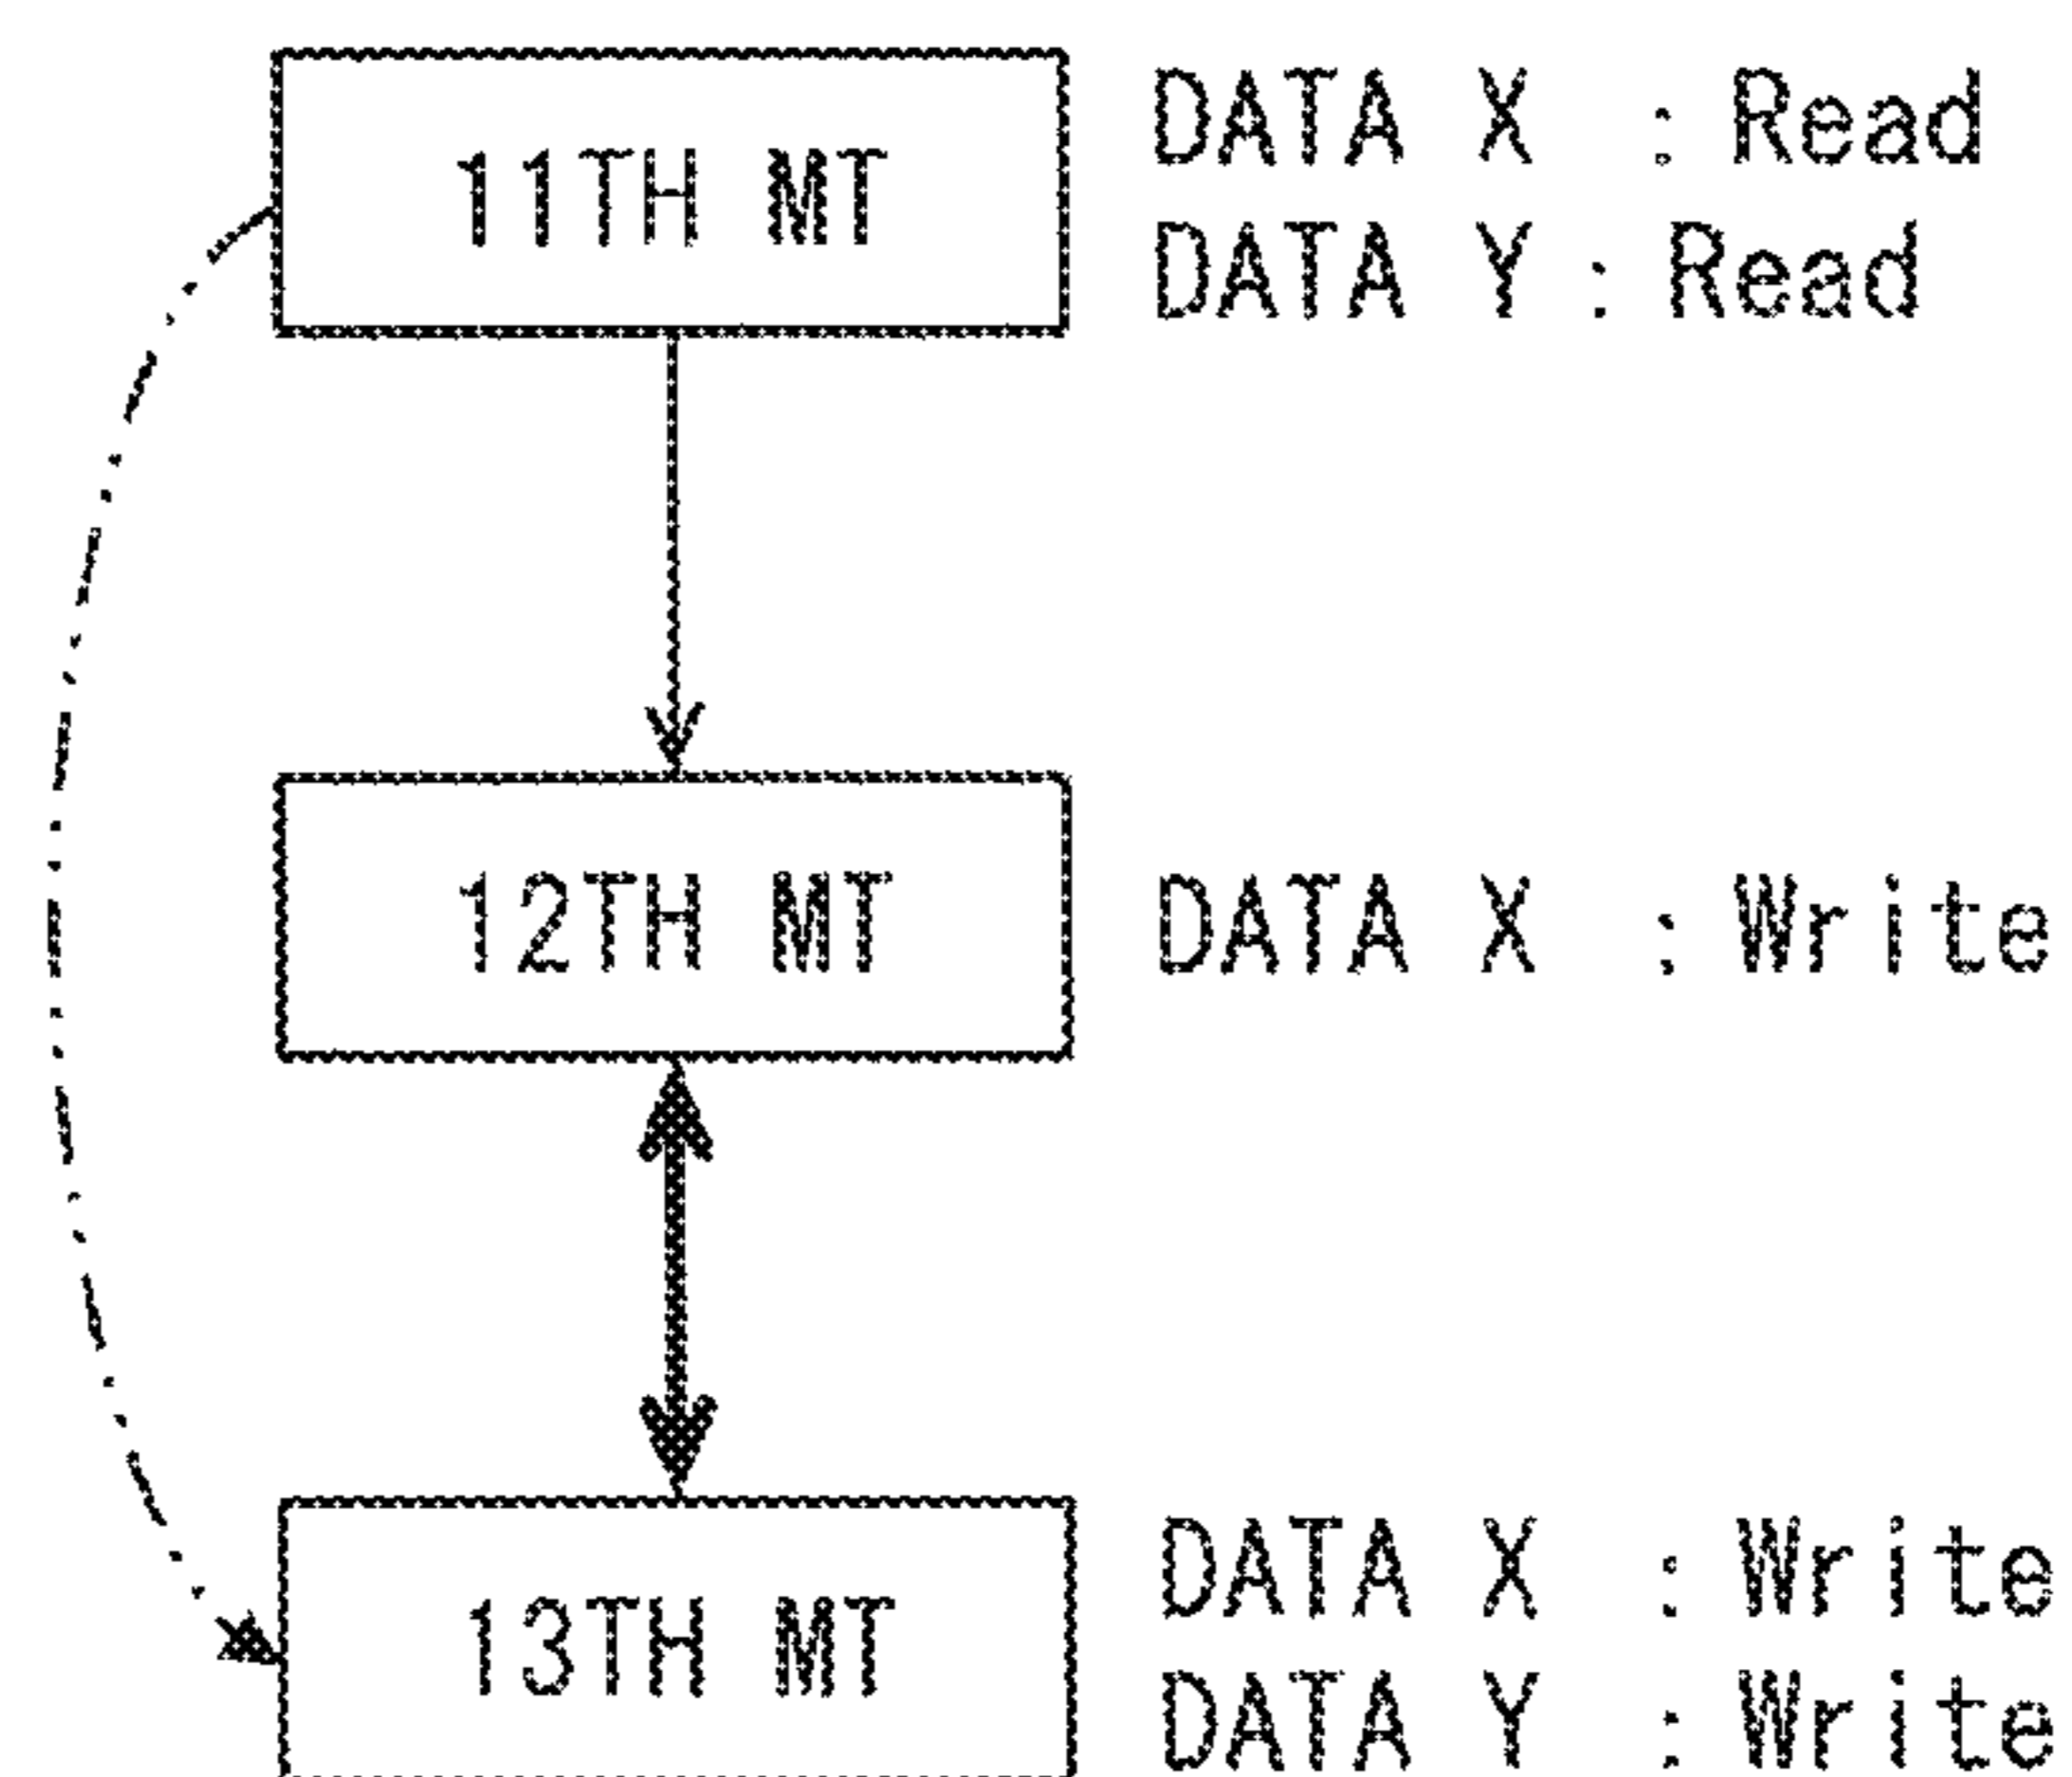 11TH MT
DATA X : Read
DATA Y : Read
12TH MT
DATA X : Write
13TH MT
DATA X : Write
DATA Y : Write